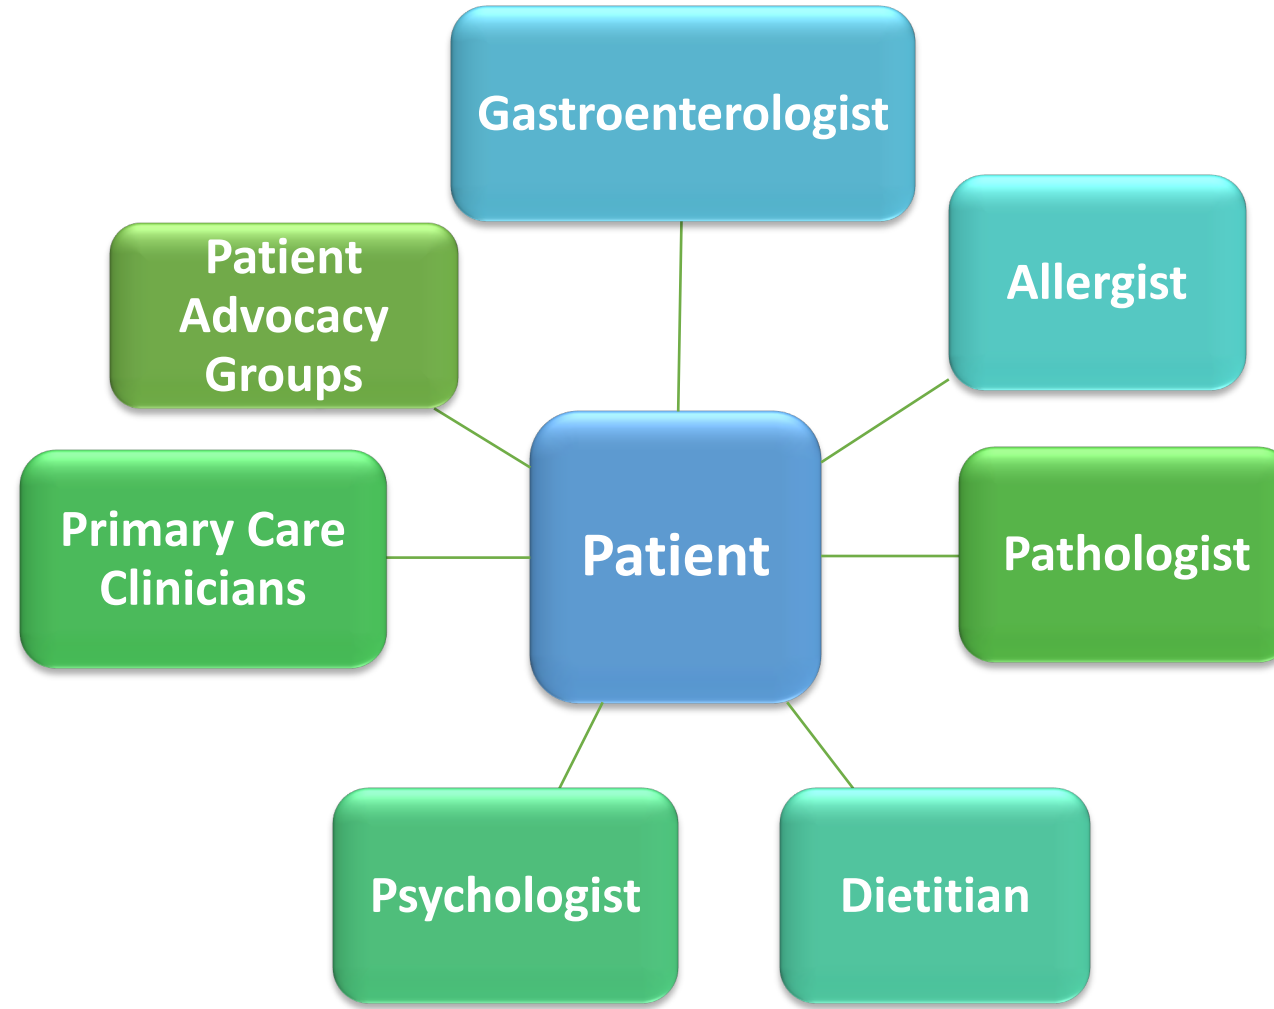 Gastroenterologist
Allergist
Patient
Advocacy
Groups
Primary Care
Clinicians
Patient
Pathologist
Psychologist
Dietitian